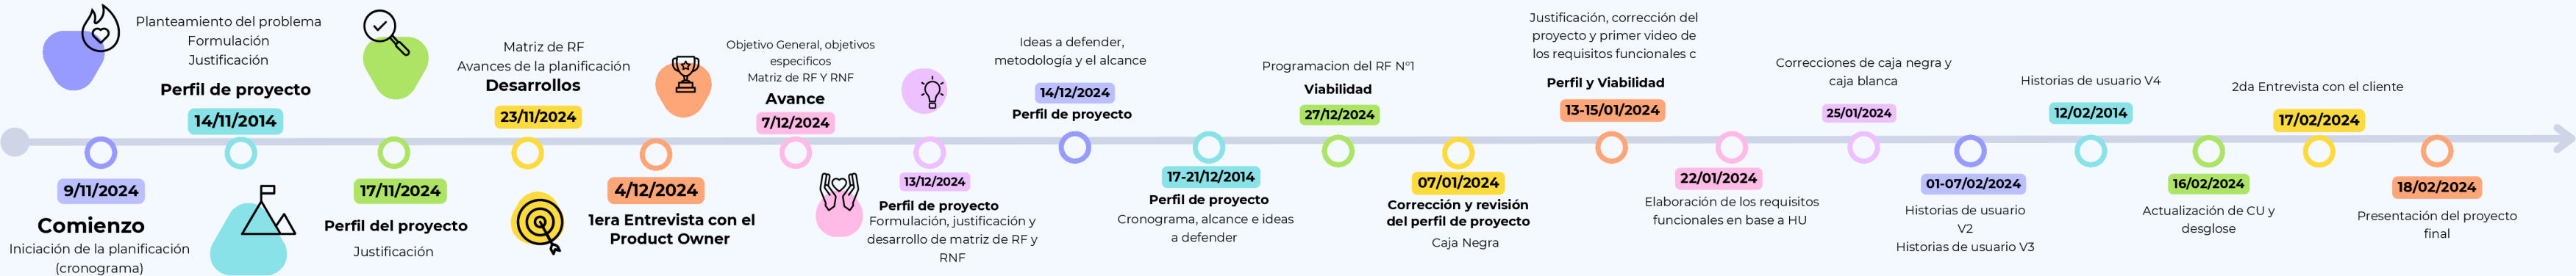 9/11/2024
Comienzo
Iniciación de la planificación
(cronograma)
Planteamiento del problema
Formulación
Justificación
Perfil de proyecto
14/11/2014
17/11/2024
Perfil del proyecto
Justificación
Matriz de RF
Avances de la planificación
Desarrollos
23/11/2024
4/12/2024
1era Entrevista con el
Product Owner
Objetivo General, objetivos
especificos
Matriz de RF Y RNF
Avance
7/12/2024
13/12/2024
Perfil de proyecto
Formulación, justificación y
desarrollo de matriz de RF y
RNF
Ideas a defender,
metodología y el alcance
14/12/2024
Perfil de proyecto
17-21/12/2014
Perfil de proyecto
Cronograma, alcance e ideas
a defender
Programacion del RF N°1
Viabilidad
27/12/2024
07/01/2024
Corrección y revisión
del perfil de proyecto
Caja Negra
Justificación, corrección del
proyecto y primer video de
los requisitos funcionales c
Perfil y Viabilidad
13-15/01/2024
22/01/2024
Elaboración de los requisitos
funcionales en base a HU
Correcciones de caja negra y
caja blanca
25/01/2024
01-07/02/2024
Historias de usuario
V2
Historias de usuario V3
Historias de usuario V4
12/02/2014
16/02/2024
Actualización de CU y
desglose
2da Entrevista con el cliente
17/02/2024
18/02/2024
Presentación del proyecto
final